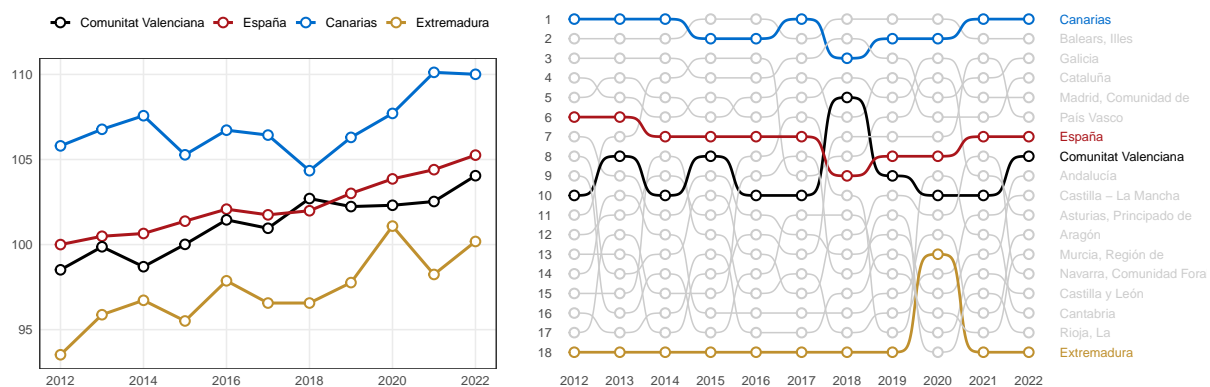 Comunitat Valenciana España Canarias Extremadura
110
105
100
95
2012 2014 2016 2018 2020 2022
1 Canarias
2 Balears, Illes
3 Galicia
4 Cataluña
5 Madrid, Comunidad de
6 País Vasco
7 España
8 Comunitat Valenciana
9 Andalucia
10 Castilla – La Mancha
11 Asturias, Principado de
12 Aragón
13 Murcia, Región de
14 Navarra, Comunidad Fora
15 Castilla y León
16 Cantabria
17 Rioja, La
18 Extremadura
2012 2013 2014 2015 2016 2017 2018 2019 2020 2021 2022